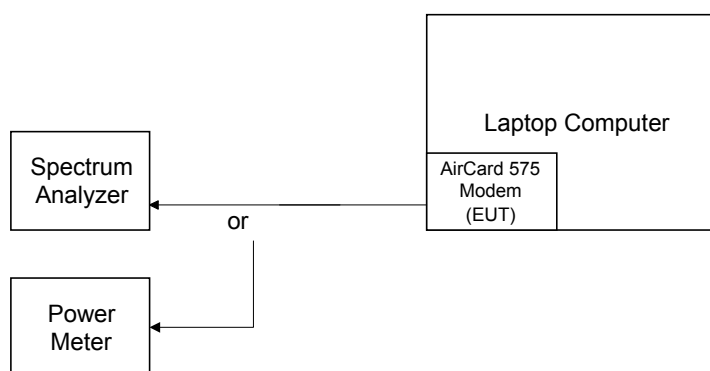 Laptop Computer
AirCard 575
Modem
(EUT)
Spectrum
Analyzer
or
Power
Meter